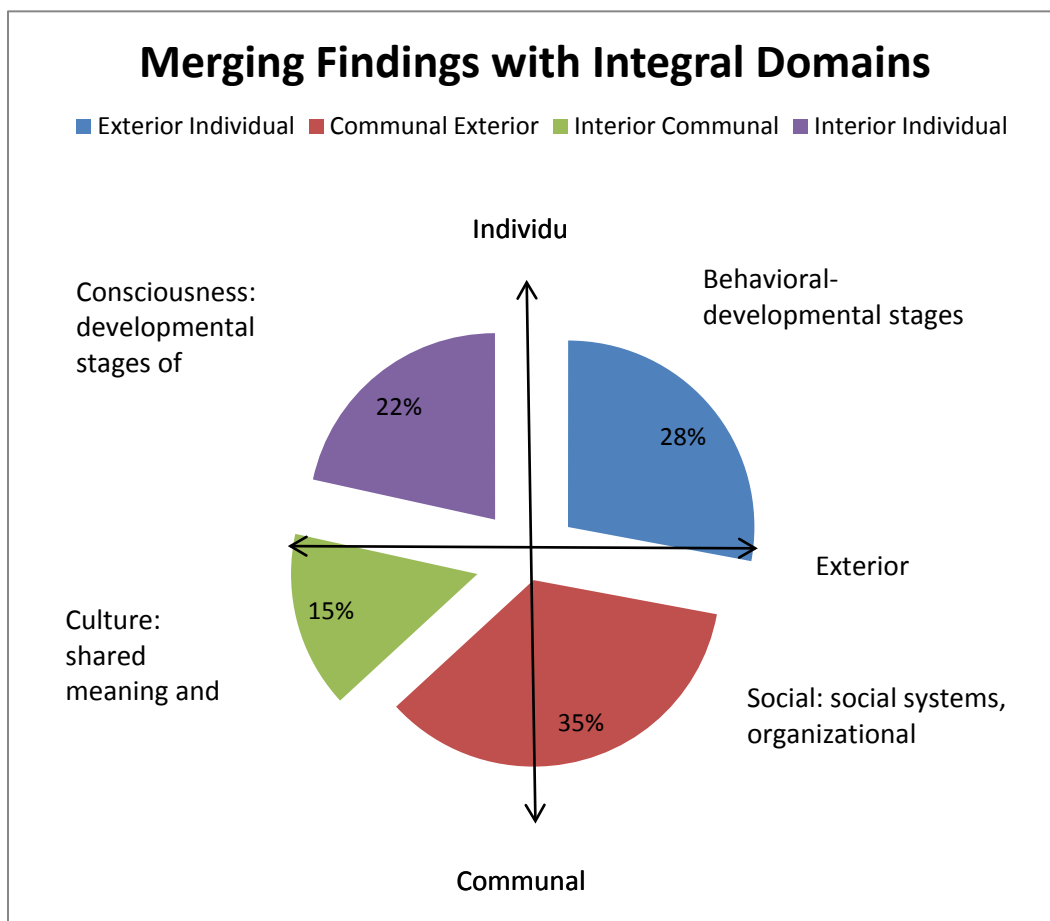 Merging Findings with Integral Domains
Exterior Individual Communal Exterior Interior Communal Interior Individual
Individu
Consciousness:
developmental
stages of
Behavioral-
developmental stages
22%
28%
Exterior
15%
Culture:
shared
meaning and
35%
Social: social systems,
organizational
Communal